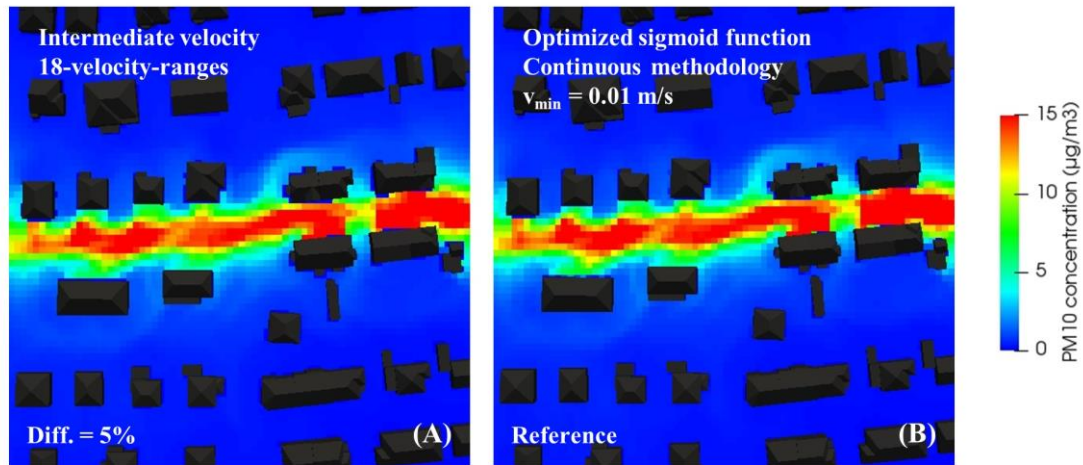 Intermediate velocity
18-velocity-ranges
Diff. = 5%
(A)
Optimized sigmoid function
Continuous methodology
vmin = 0.01 m/s
Reference
(B)
15
10
5
0
PM10 concentration (µg/m3)